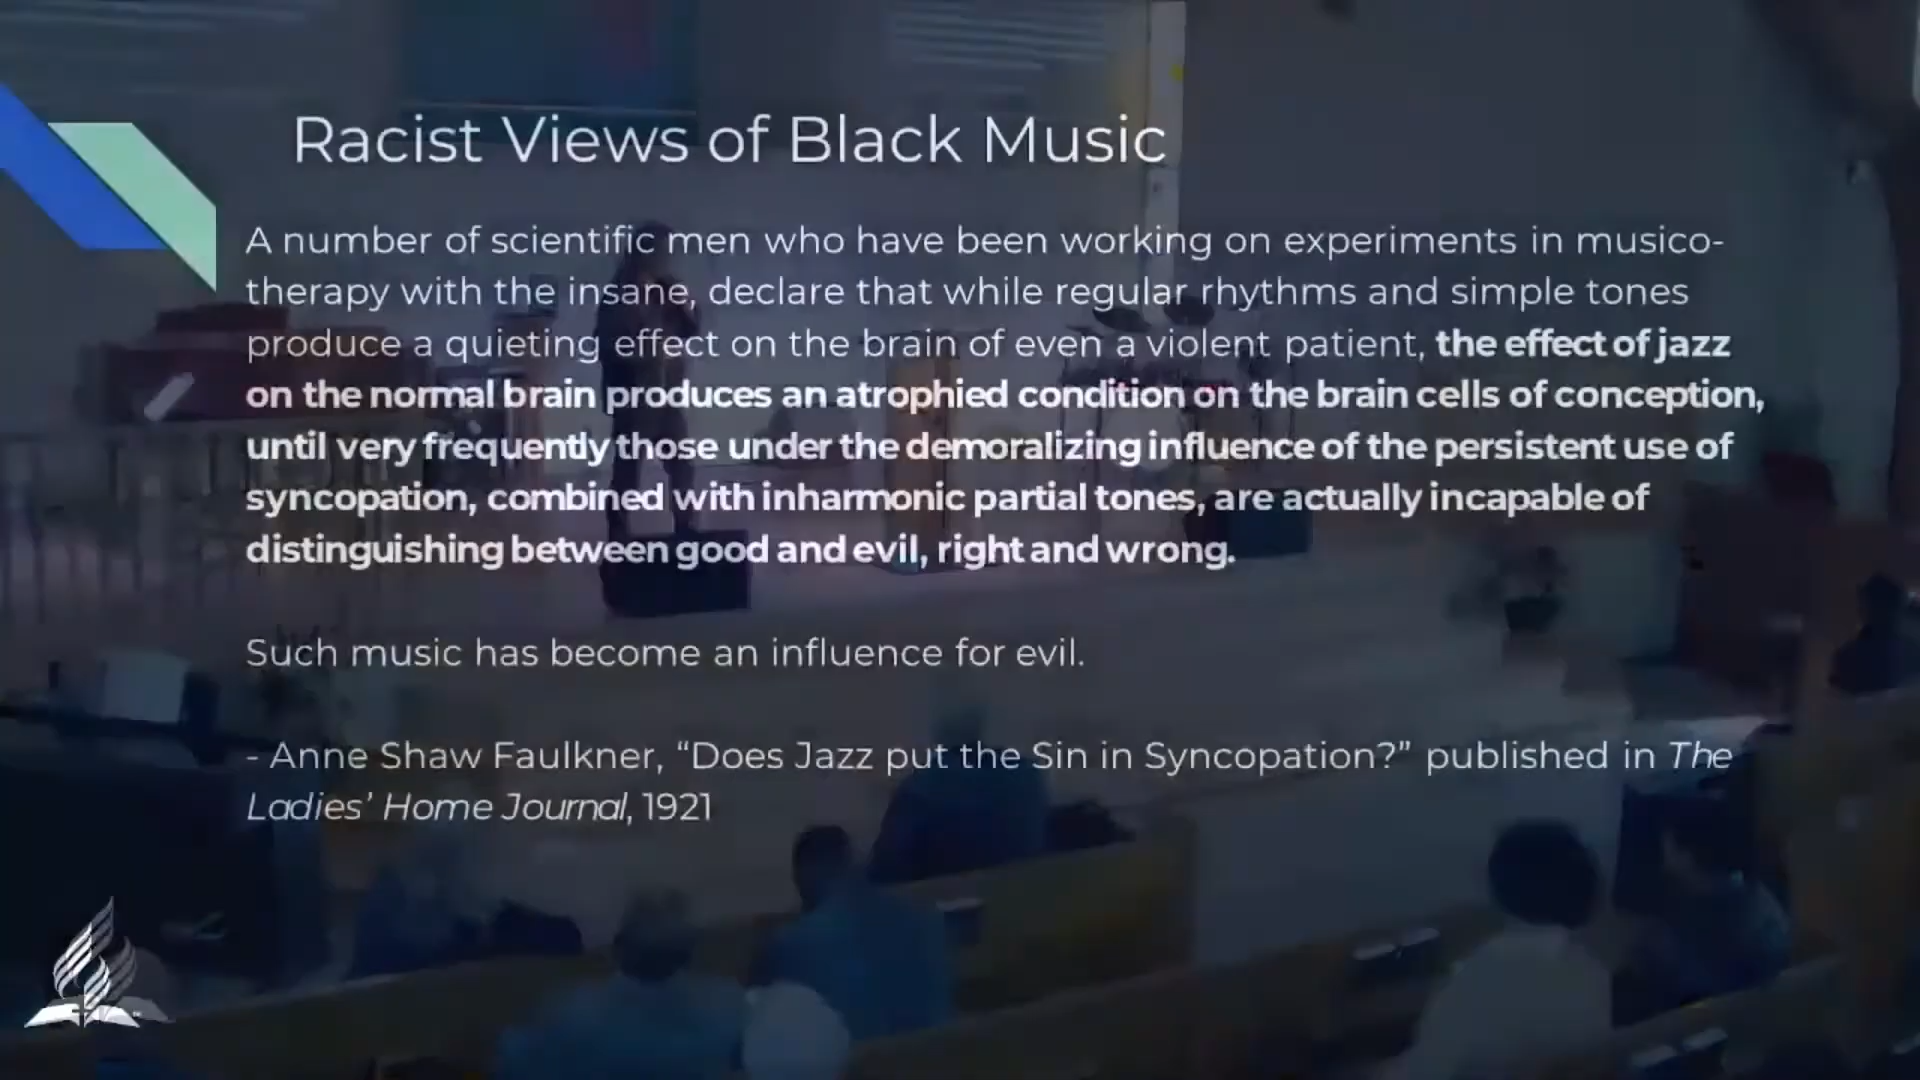 Racist Views of Black Music
A number of scientific men who have been working on experiments in musico-
therapy with the insane, declare that while regular rhythms and simple tones
produce a quieting effect on the brain of even a violent patient, the effect of jazz
on the normal brain produces an atrophied condition on the brain cells of conception,
until very frequently those under the demoralizing influence of the persistent use of
syncopation, combined with inharmonic partial tones, are actually incapable of
distinguishing between good and evil, right and wrong.
Such music has become an influence for evil.
- Anne Shaw Faulkner, “Does Jazz put the Sin in Syncopation?” published in The
Ladies’ Home Journal, 1921